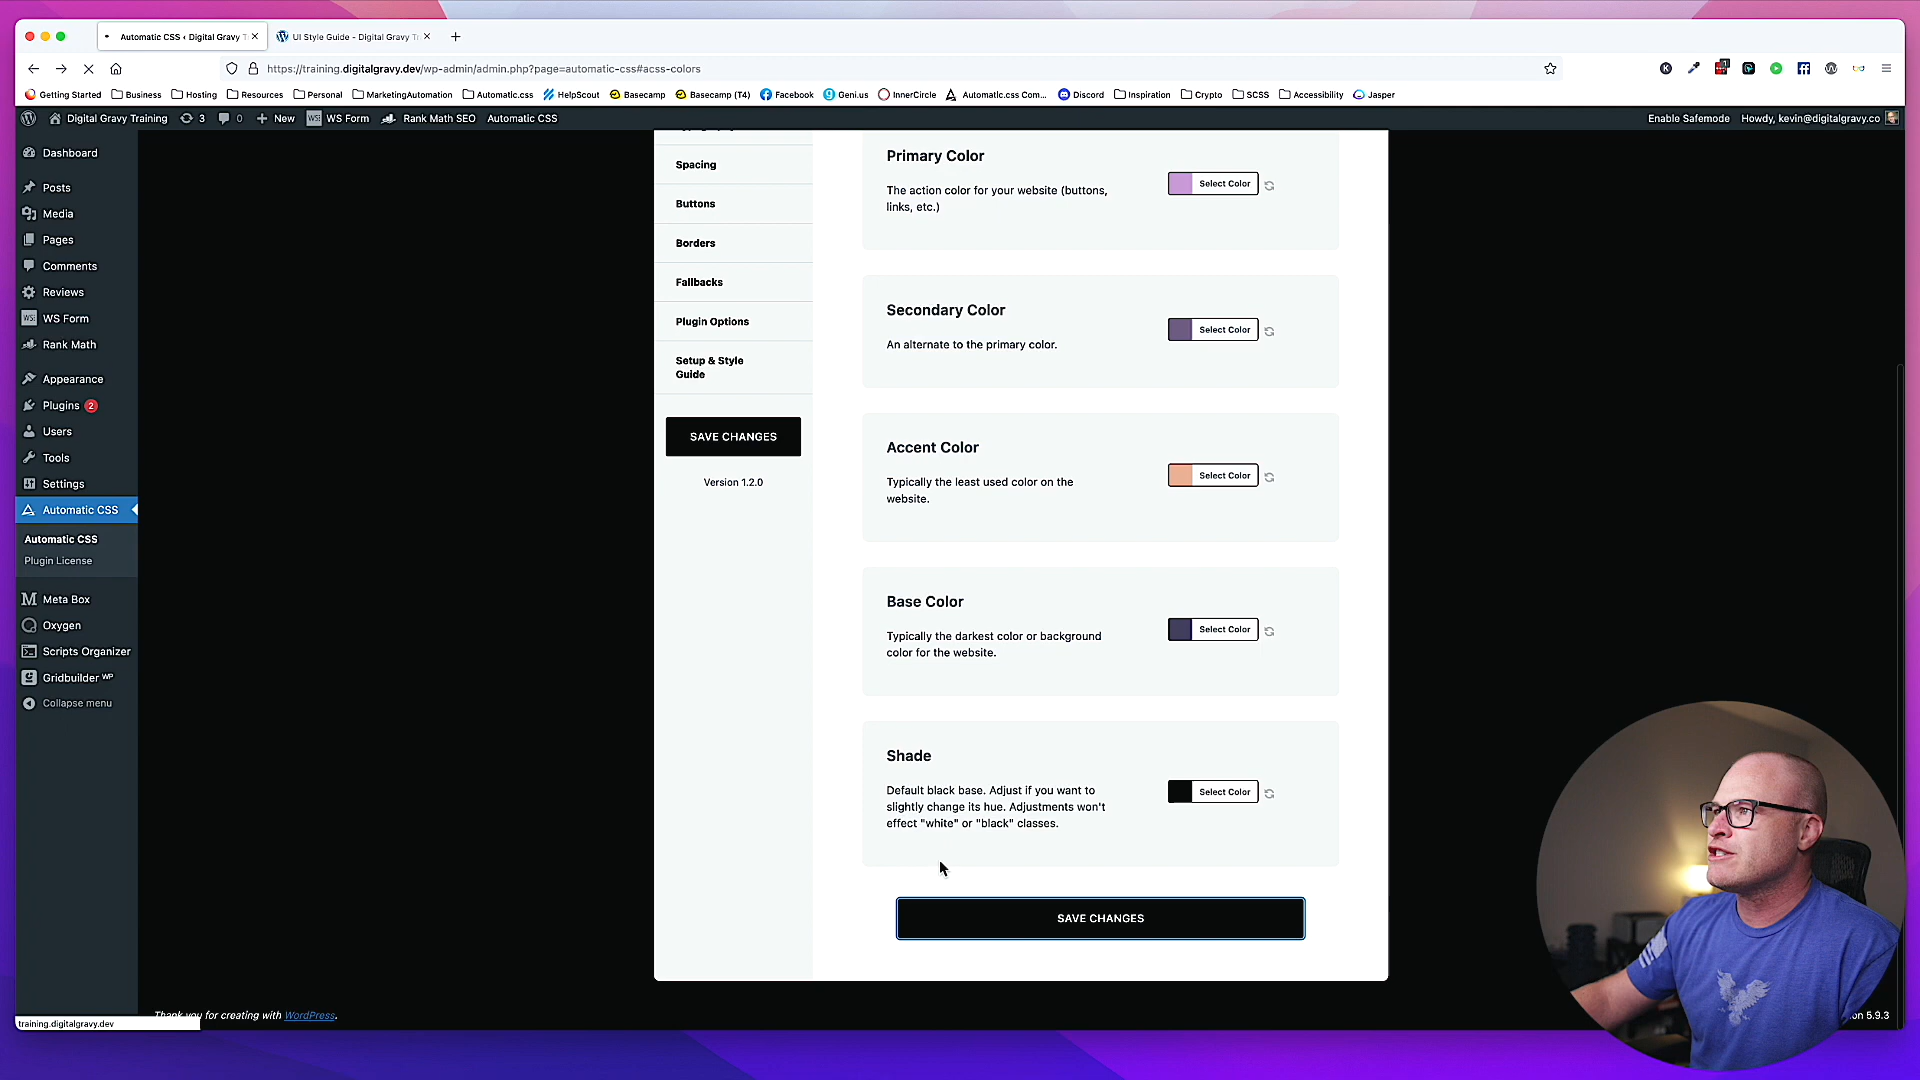 Automatic CSS ‹ Digital Gravy T
UI Style Guide - Digital Gravy T
https://training.digitalgravy.dev/wp-admin/admin.php?page=automatic-css#acss-colors
Getting Started
Business
Hosting
Resources
Personal
MarketingAutomation
Automatic.css
HelpScout
Basecamp
Basecamp (T4)
Facebook
Geni.us
InnerCircle
Automatic.css Com...
Discord
Inspiration
Crypto
SCSS
Accessibility
Jasper
Digital Gravy Training
3
0
New
WS Form
Rank Math SEO
Automatic CSS
Enable Safemode
Howdy, kevin@digitalgravy.co
Dashboard
Posts
Media
Pages
Comments
Reviews
WS Form
Rank Math
Appearance
Plugins 2
Users
Tools
Settings
Automatic CSS
Automatic CSS
Plugin License
Meta Box
Oxygen
Scripts Organizer
Gridbuilder WP
Collapse menu
Spacing
Buttons
Borders
Fallbacks
Plugin Options
Setup & Style
Guide
SAVE CHANGES
Version 1.2.0
Primary Color
The action color for your website (buttons,
links, etc.)
Select Color
Secondary Color
An alternate to the primary color.
Select Color
Accent Color
Typically the least used color on the
website.
Select Color
Base Color
Typically the darkest color or background
color for the website.
Select Color
Shade
Default black base. Adjust if you want to
slightly change its hue. Adjustments won't
effect "white" or "black" classes.
Select Color
SAVE CHANGES
Thank you for creating with WordPress.
on 5.9.3
training.digitalgravy.dev